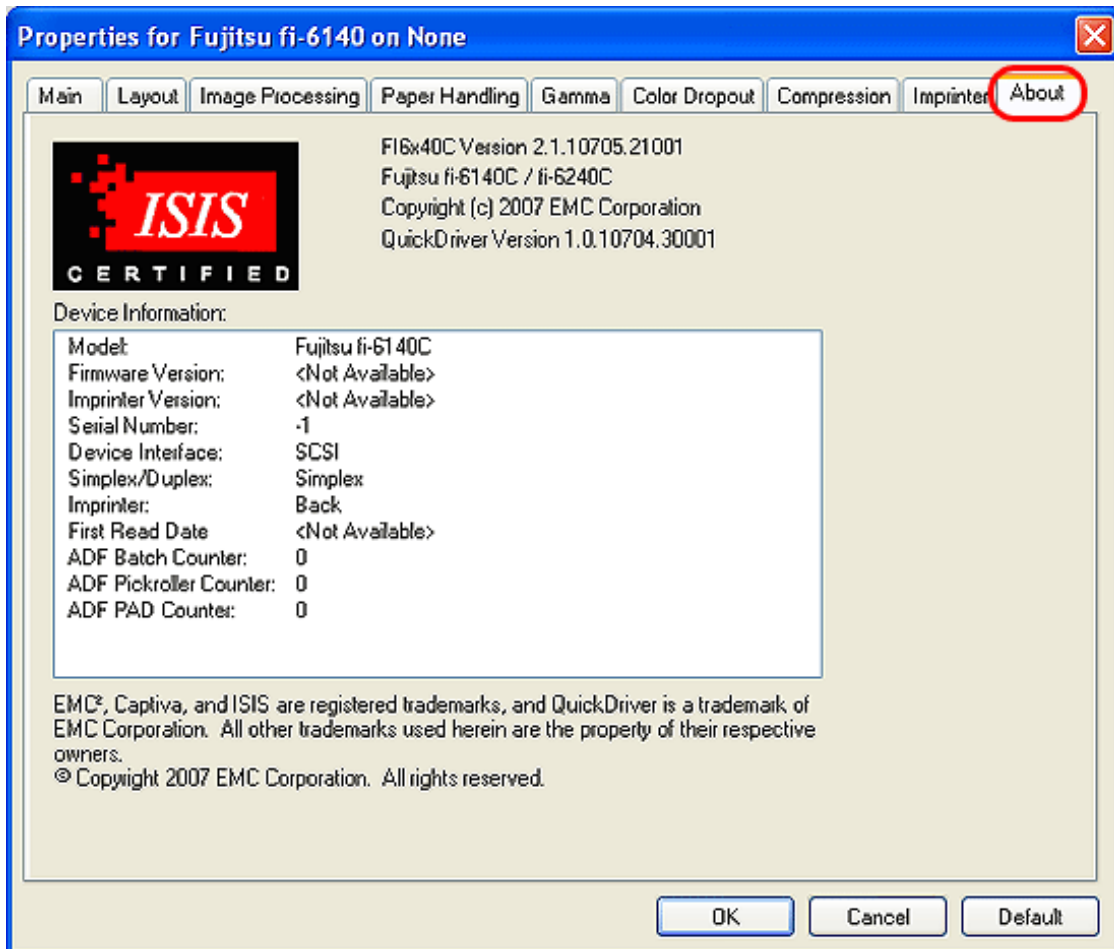 Properties for Fujitsu fi-6140 on None
Main Layout Image Processing Paper Handling Gamma Color Dropout Compression Imprinter About
ISIS
CERTIFIED
FI6x40C Version 2.1.10705.21001
Fujitsu fi-6140C / fi-6240C
Copyright (c) 2007 EMC Corporation
QuickDriver Version 1.0.10704.30001
Device Information:
Model: Fujitsu fi-6140C
Firmware Version: <Not Available>
Imprinter Version: <Not Available>
Serial Number: -1
Device Interface: SCSI
Simplex/Duplex: Simplex
Imprinter: Back
First Read Date <Not Available>
ADF Batch Counter: 0
ADF Pickroller Counter: 0
ADF PAD Counter: 0
EMC², Captiva, and ISIS are registered trademarks, and QuickDriver is a trademark of
EMC Corporation. All other trademarks used herein are the property of their respective
owners.
© Copyright 2007 EMC Corporation. All rights reserved.
OK Cancel Default